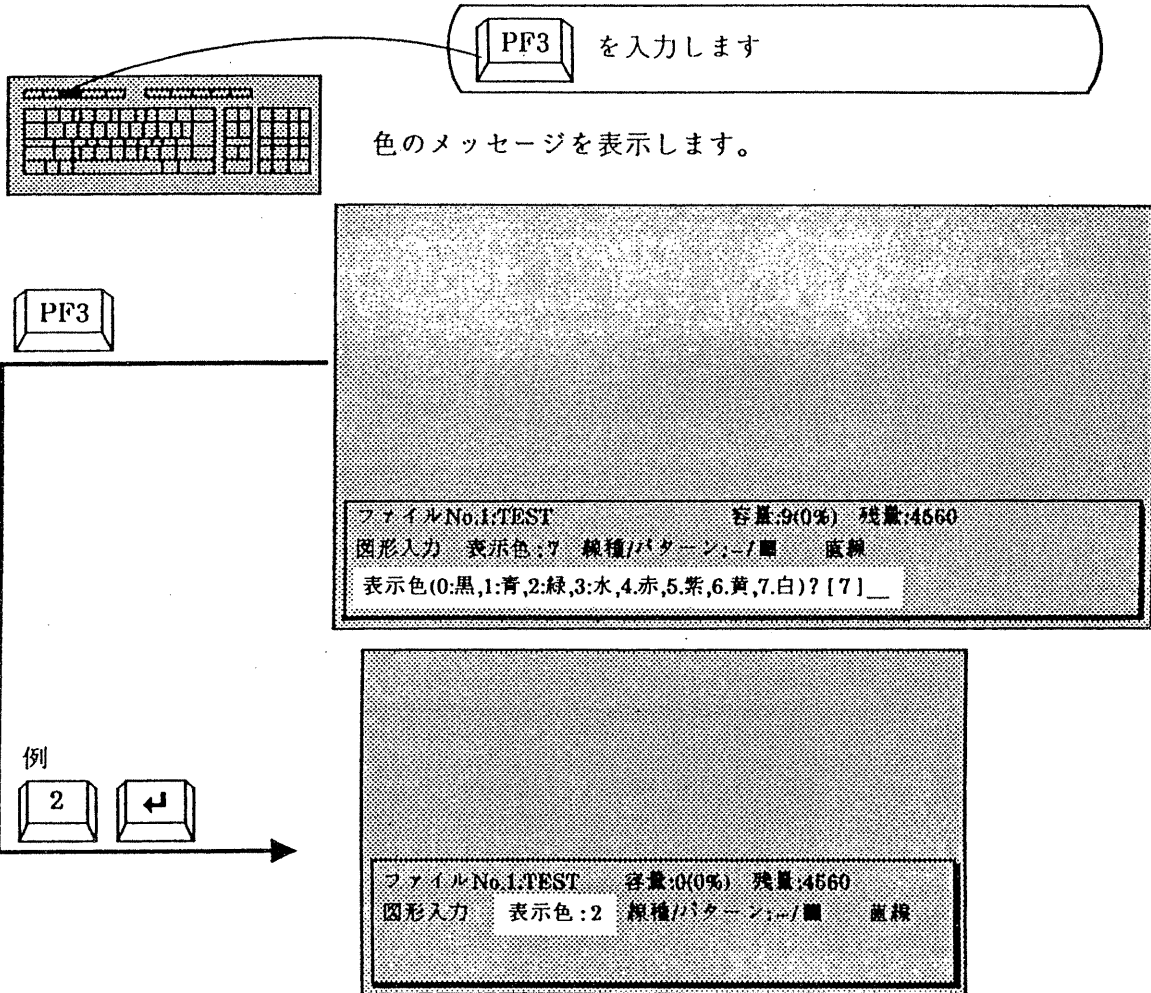 PF3 を入力します
色のメッセージを表示します。
PF3
ファイルNo.1:TEST 容量:9(0%) 残量:4560
図形入力 表示色:7 線種/パターン:-/■ 直線
表示色(0:黒,1:青,2:緑,3:水,4.赤,5.紫,6.黄,7.白)?[7]__
例
2 ↵
ファイルNo.1:TEST 容量:0(0%) 残量:4560
図形入力 表示色:2 線種/パターン:-/■ 直線